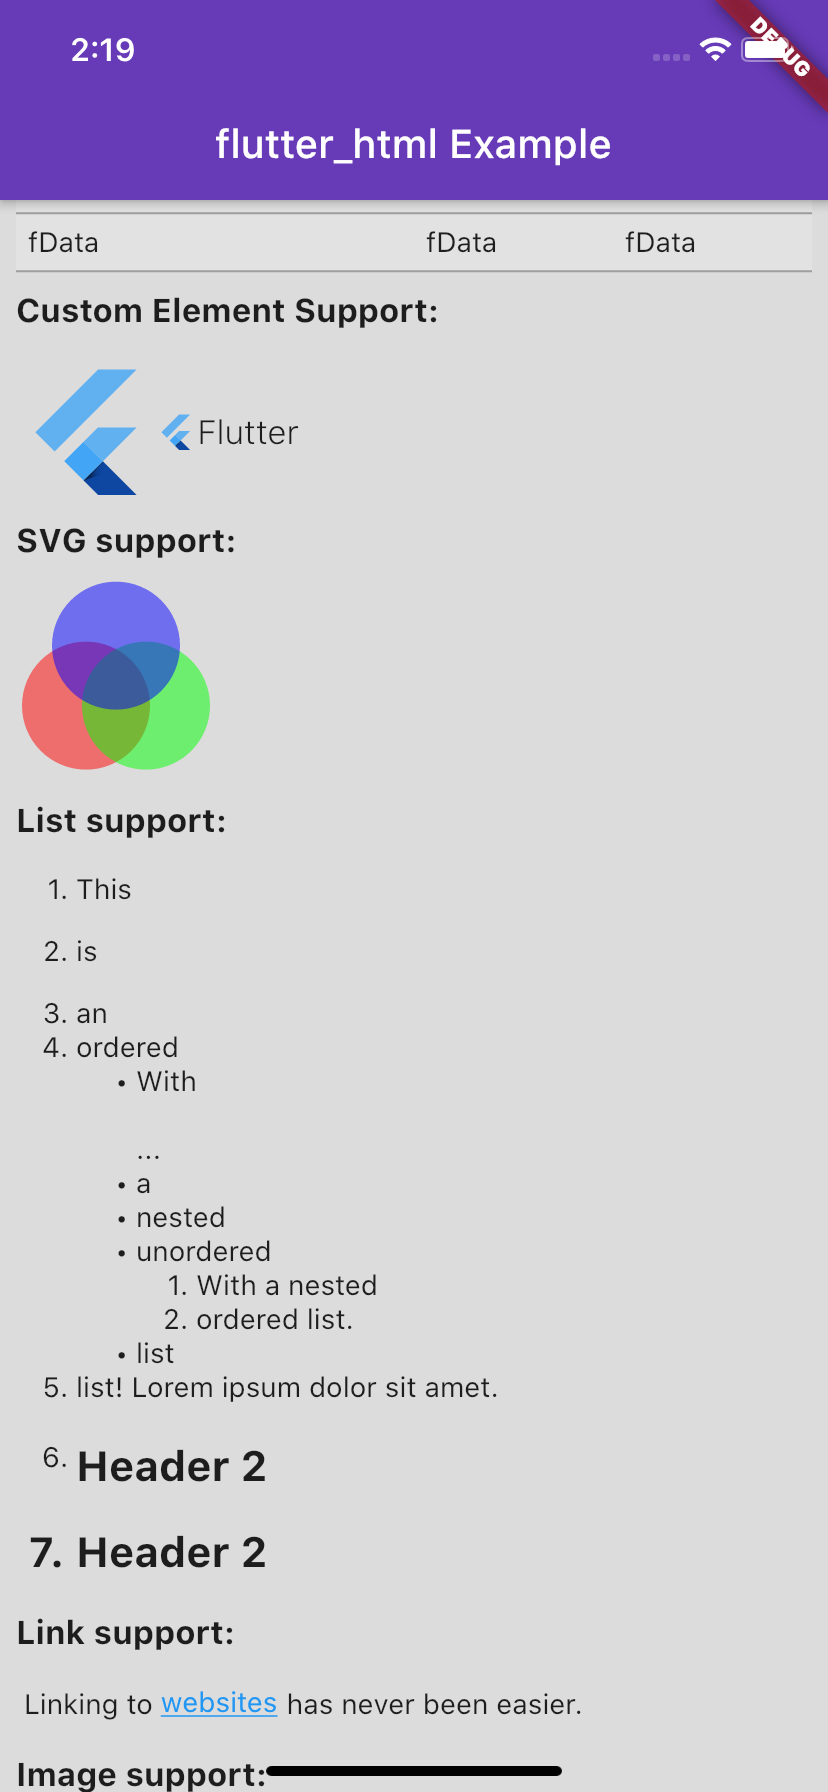 2:19
DEBUG
flutter_html Example
fData fData fData
Custom Element Support:
Flutter
SVG support:
List support:
1. This
2. is
3. an
4. ordered
• With
...
• a
• nested
• unordered
1. With a nested
2. ordered list.
• list
5. list! Lorem ipsum dolor sit amet.
6. Header 2
7. Header 2
Link support:
Linking to websites has never been easier.
Image support: